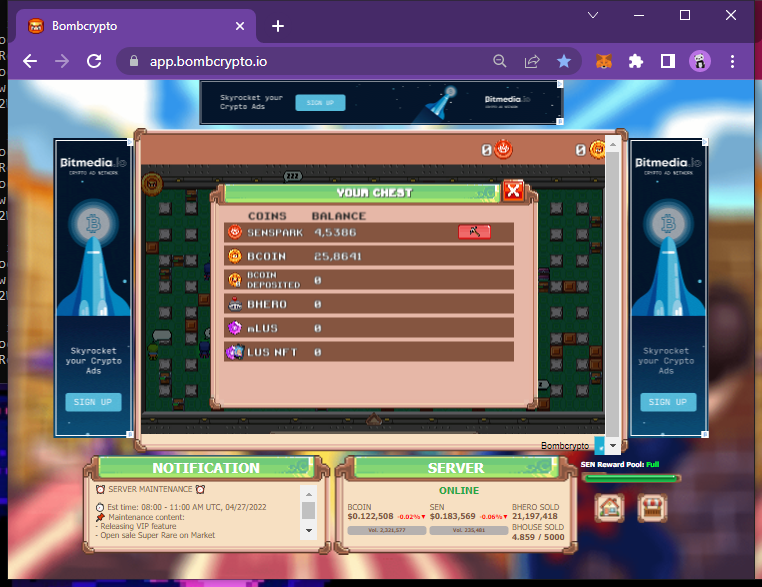 Bombcrypto
app.bombcrypto.io
Skyrocket your
Crypto Ads
SIGN UP
Bitmedia.io
CRYPTO AD NETWORK
Bitmedia.io
CRYPTO AD NETWORK
Skyrocket
your Crypto
Ads
SIGN UP
0
0
zzz
YOUR CHEST
COINS BALANCE
SENSPARK 4,5386
BCOIN 25,8641
BCOIN
DEPOSITED 0
BHERO 0
mLUS 0
LUS NFT 0
Bitmedia.io
CRYPTO AD NETWORK
Skyrocket
your Crypto
Ads
SIGN UP
Bombcrypto
NOTIFICATION
SERVER MAINTENANCE
Est time: 08:00 - 11:00 AM UTC, 04/27/2022
Maintenance content:
- Releasing VIP feature
- Open sale Super Rare on Market
SERVER
ONLINE
BCOIN
$0.122,508 -0.02%▼
Vol. 2,221,577
SEN
$0.183,569 -0.06%▼
Vol. 235,481
BHERO SOLD
21,197,418
BHOUSE SOLD
4.859 / 5000
SEN Reward Pool: Full